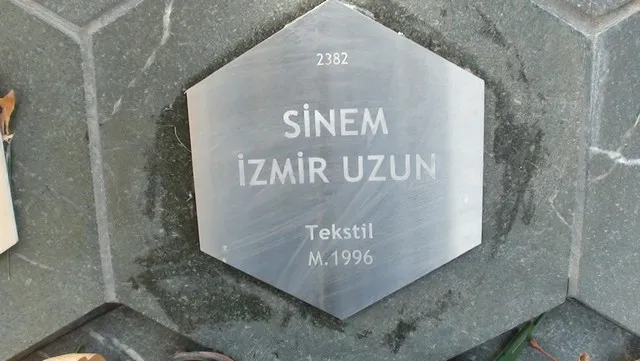 2382
SİNEM
İZMİR UZUN
Tekstil
M.1996